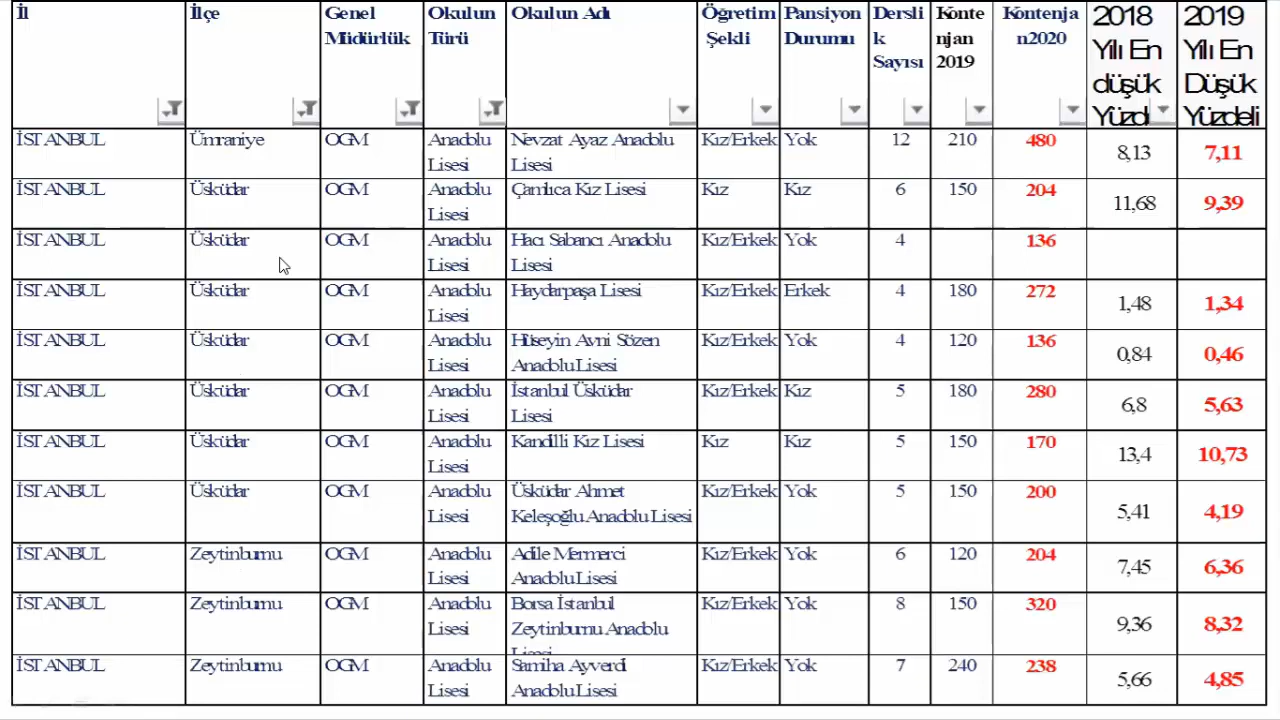 İl İlçe Genel Müdürlük Okulun Türü Okulun Adı Öğretim Şekli Pansiyon Durumu Derslik Sayısı Kontenjan 2019 Kontenjan2020 2018 Yılı En düşük Yüzdi 2019 Yılı En Düşük Yüzdeli
İSTANBUL Ümraniye OGM Anadolu Lisesi Nevzat Ayaz Anadolu Lisesi Kız/Erkek Yok 12 210 480 8,13 7,11
İSTANBUL Üsküdar OGM Anadolu Lisesi Çamlıca Kız Lisesi Kız Kız 6 150 204 11,68 9,39
İSTANBUL Üsküdar OGM Anadolu Lisesi Hacı Sabancı Anadolu Lisesi Kız/Erkek Yok 4 136
İSTANBUL Üsküdar OGM Anadolu Lisesi Haydarpaşa Lisesi Kız/Erkek Erkek 4 180 272 1,48 1,34
İSTANBUL Üsküdar OGM Anadolu Lisesi Hüseyin Avni Sözen Anadolu Lisesi Kız/Erkek Yok 4 120 136 0,84 0,46
İSTANBUL Üsküdar OGM Anadolu Lisesi İstanbul Üsküdar Lisesi Kız/Erkek Kız 5 180 280 6,8 5,63
İSTANBUL Üsküdar OGM Anadolu Lisesi Kandilli Kız Lisesi Kız Kız 5 150 170 13,4 10,73
İSTANBUL Üsküdar OGM Anadolu Lisesi Üsküdar Ahmet Keleşoğlu Anadolu Lisesi Kız/Erkek Yok 5 150 200 5,41 4,19
İSTANBUL Zeytinburnu OGM Anadolu Lisesi Adile Mermerci Anadolu Lisesi Kız/Erkek Yok 6 120 204 7,45 6,36
İSTANBUL Zeytinburnu OGM Anadolu Lisesi Borsa İstanbul Zeytinburnu Anadolu Lisesi Kız/Erkek Yok 8 150 320 9,36 8,32
İSTANBUL Zeytinburnu OGM Anadolu Lisesi Samiha Ayverdi Anadolu Lisesi Kız/Erkek Yok 7 240 238 5,66 4,85